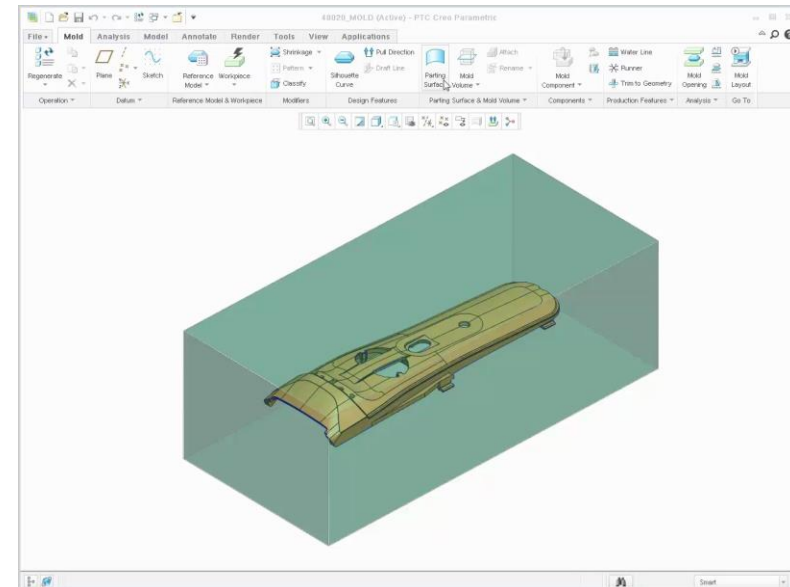 48020_MOLD (Active) - PTC Creo Parametric
File Mold Analysis Model Annotate Render Tools View Applications
Regenerate
Plane
Sketch
Reference Model
Workpiece
Shrinkage
Pattern
Classify
Silhouette Curve
Pull Direction
Draft Line
Parting Surface
Mold Volume
Attach
Rename
Mold Component
Water Line
Runner
Trim to Geometry
Mold Opening
Mold Layout
Operation Datum Reference Model & Workpiece Modifiers Design Features Parting Surface & Mold Volume Components Production Features Analysis Go To
Smart